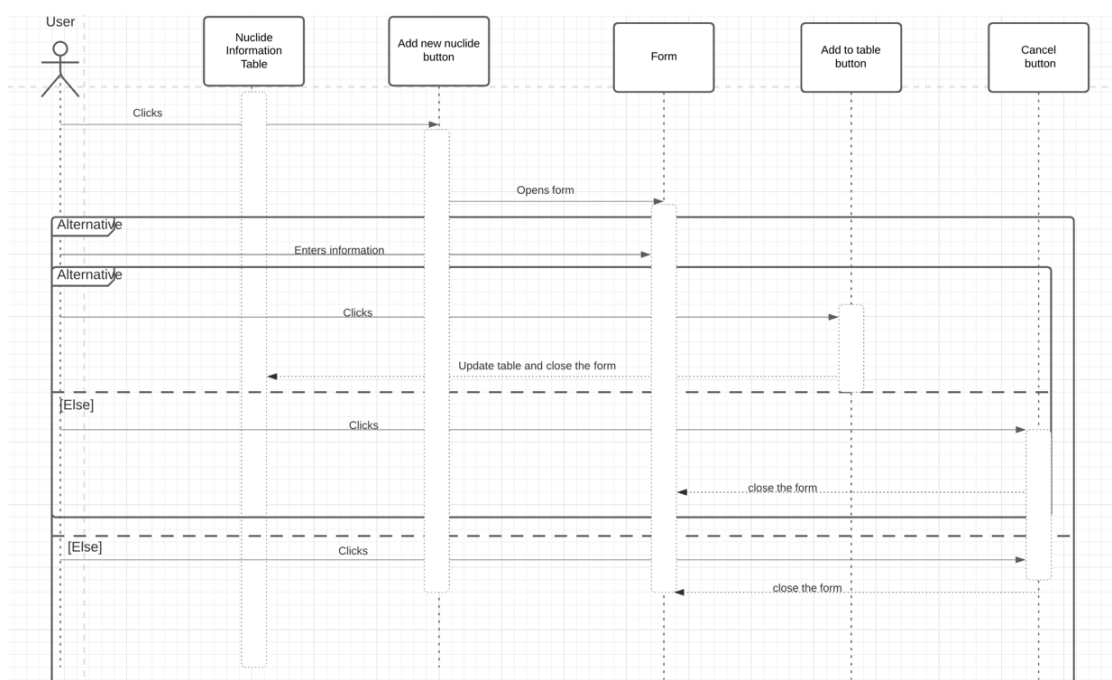 User
Nuclide
Information
Table
Add new nuclide
button
Form
Add to table
button
Cancel
button
Clicks
Opens form
Alternative
Enters information
Alternative
Clicks
Update table and close the form
[Else]
Clicks
close the form
[Else]
Clicks
close the form